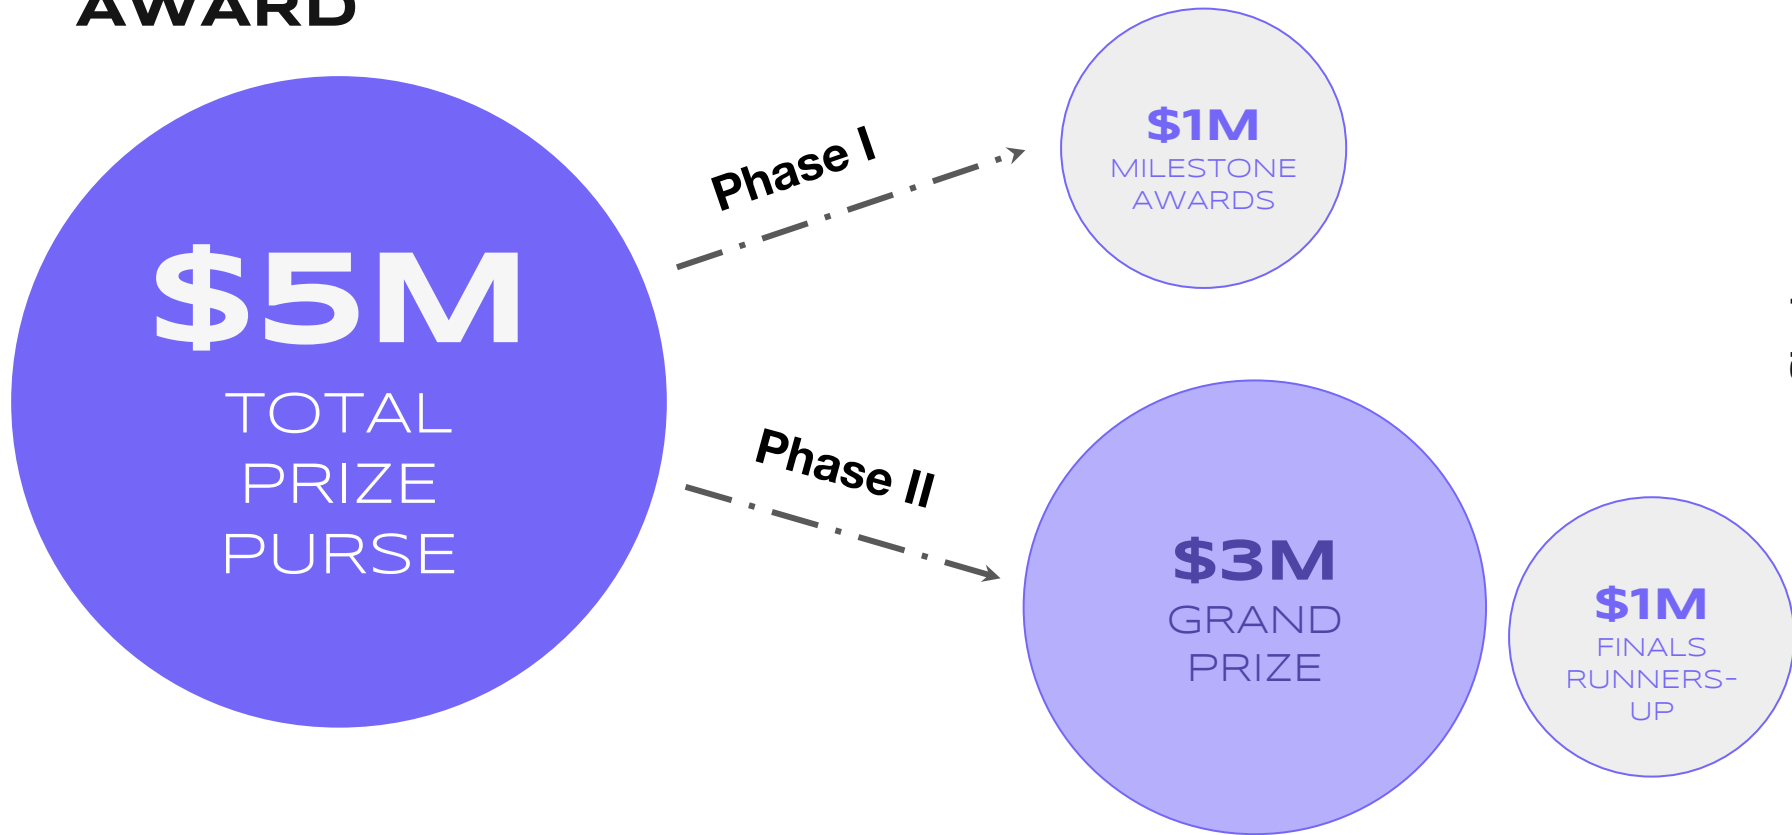 AWARD
$5M
TOTAL
PRIZE
PURSE
Phase I
$1M
MILESTONE
AWARDS
Phase II
$3M
GRAND
PRIZE
$1M
FINALS
RUNNERS-
UP